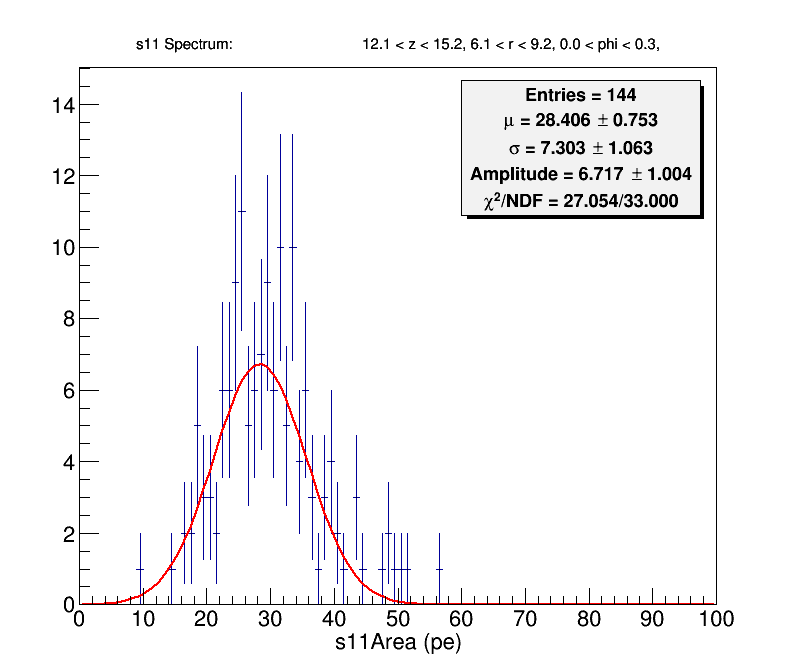 s11 Spectrum: 12.1 < z < 15.2, 6.1 < r < 9.2, 0.0 < phi < 0.3,
Entries = 144
μ = 28.406 ± 0.753
σ = 7.303 ± 1.063
Amplitude = 6.717 ± 1.004
χ²/NDF = 27.054/33.000
14
12
10
8
6
4
2
0
0 10 20 30 40 50 60 70 80 90 100
s11Area (pe)